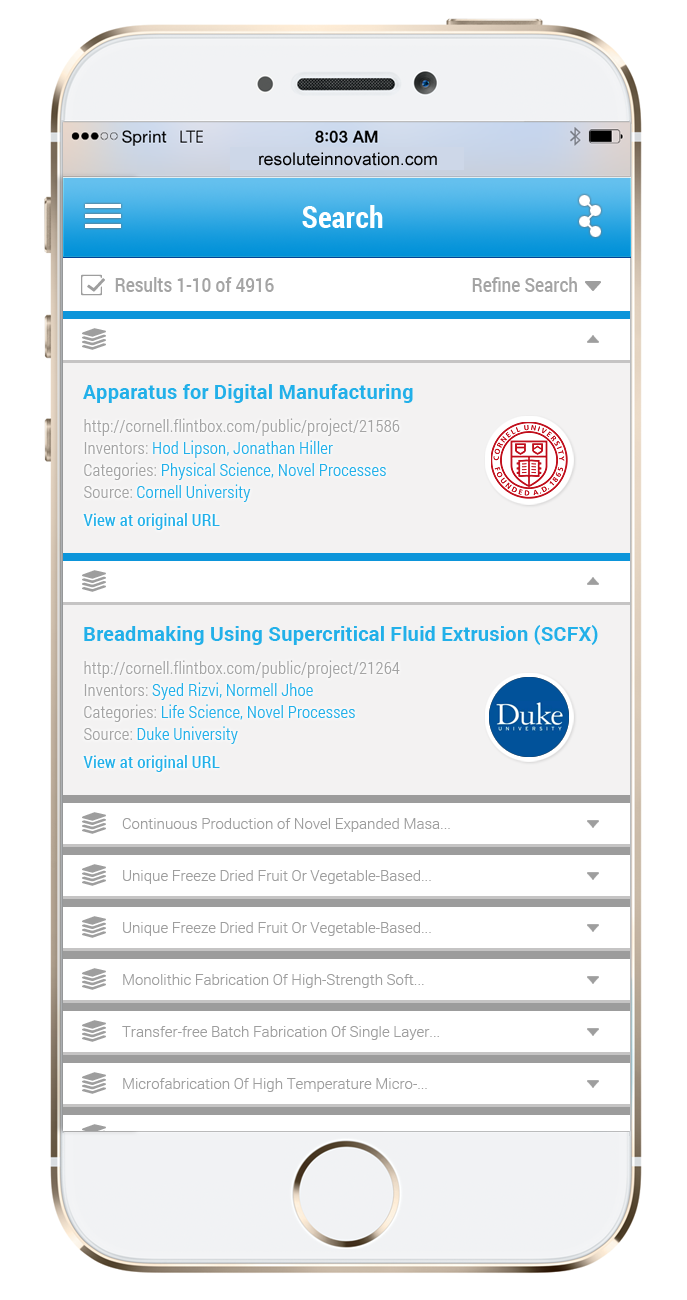 Sprint LTE 8:03 AM
resoluteinnovation.com
Search
Results 1-10 of 4916 Refine Search
Apparatus for Digital Manufacturing
http://cornell.flintbox.com/public/project/21586
Inventors: Hod Lipson, Jonathan Hiller
Categories: Physical Science, Novel Processes
Source: Cornell University
View at original URL
CORNELL UNIVERSITY
FOUNDED A.D. 1865
Breadmaking Using Supercritical Fluid Extrusion (SCFX)
http://cornell.flintbox.com/public/project/21264
Inventors: Syed Rizvi, Normell Jhoe
Categories: Life Science, Novel Processes
Source: Duke University
View at original URL
Duke
UNIVERSITY
Continuous Production of Novel Expanded Masa...
Unique Freeze Dried Fruit Or Vegetable-Based...
Unique Freeze Dried Fruit Or Vegetable-Based...
Monolithic Fabrication Of High-Strength Soft...
Transfer-free Batch Fabrication Of Single Layer...
Microfabrication Of High Temperature Micro-...